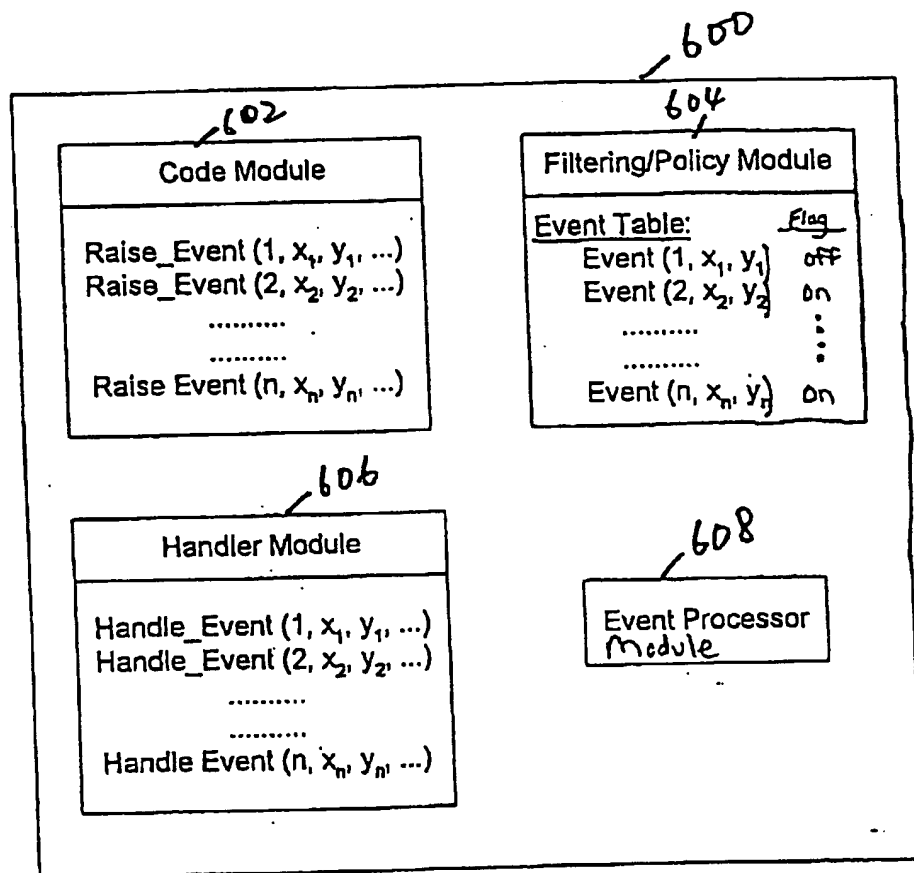 600
602
Code Module
Raise_Event (1, x₁, y₁, ...)
Raise_Event (2, x₂, y₂, ...)
..........
..........
Raise Event (n, xₙ, yₙ, ...)
604
Filtering/Policy Module
Event Table: Flag
Event (1, x₁, y₁) off
Event (2, x₂, y₂) on
..........
..........
Event (n, xₙ, yₙ) on
606
Handler Module
Handle_Event (1, x₁, y₁, ...)
Handle_Event (2, x₂, y₂, ...)
..........
..........
Handle Event (n, xₙ, yₙ, ...)
608
Event Processor
Module